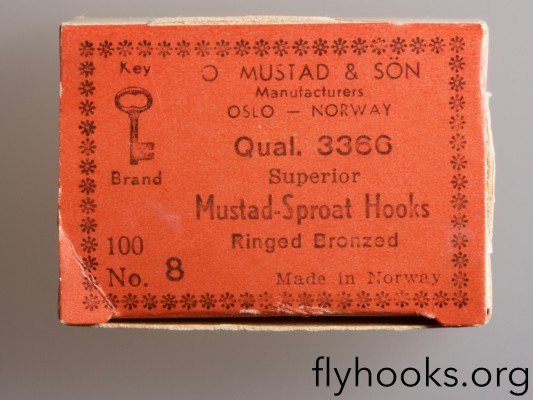 Key
Brand
O MUSTAD & SÖN
Manufacturers
OSLO — NORWAY
Qual. 3366
Superior
Mustad-Sproat Hooks
Ringed Bronzed
100
No. 8
Made in Norway
flyhooks.org